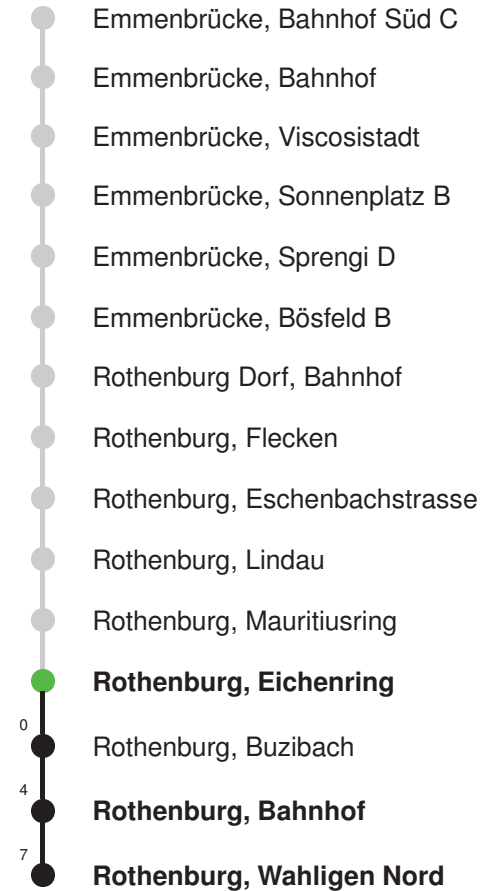 Emmenbrücke, Bahnhof Süd C
Emmenbrücke, Bahnhof
Emmenbrücke, Viscosistadt
Emmenbrücke, Sonnenplatz B
Emmenbrücke, Sprengi D
Emmenbrücke, Bösfeld B
Rothenburg Dorf, Bahnhof
Rothenburg, Flecken
Rothenburg, Eschenbachstrasse
Rothenburg, Lindau
Rothenburg, Mauritiusring
Rothenburg, Eichenring
0 Rothenburg, Buzibach
4 Rothenburg, Bahnhof
7 Rothenburg, Wahligen Nord